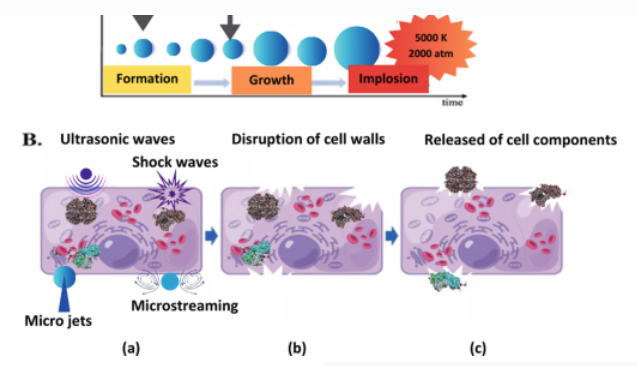 5000 K
2000 atm
Formation
Growth
Implosion
time
B.
Ultrasonic waves
Disruption of cell walls
Released of cell components
Shock waves
Microstreaming
Micro jets
(a)
(b)
(c)